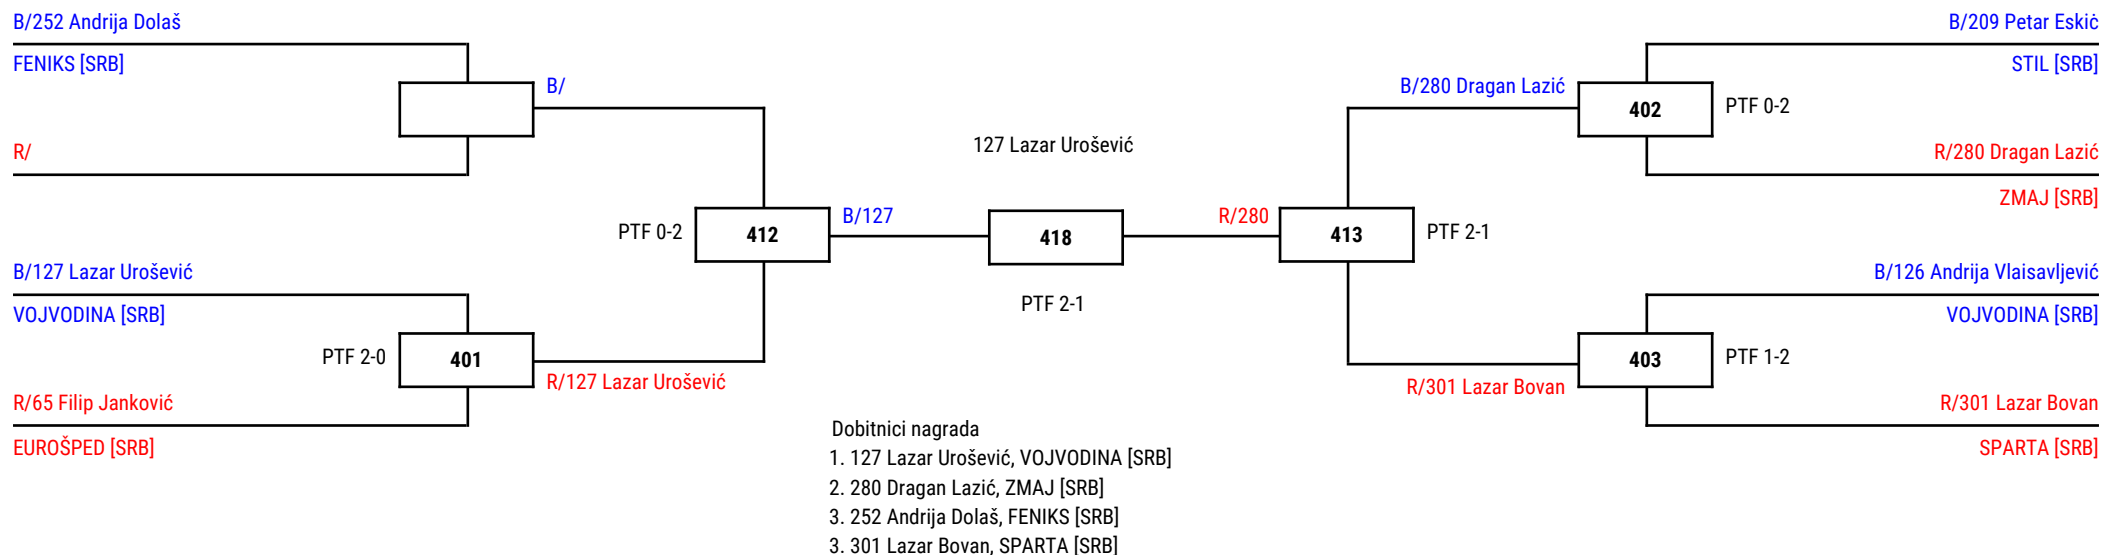 B/252 Andrija Dolaš
FENIKS [SRB]
R/
B/
PTF 0-2
412
B/127
B/127 Lazar Urošević
VOJVODINA [SRB]
PTF 2-0
401
R/127 Lazar Urošević
R/65 Filip Janković
EUROŠPED [SRB]
127 Lazar Urošević
418
PTF 2-1
B/209 Petar Eskić
STIL [SRB]
B/280 Dragan Lazić
402
PTF 0-2
R/280 Dragan Lazić
ZMAJ [SRB]
R/280
413
PTF 2-1
B/126 Andrija Vlaisavljević
VOJVODINA [SRB]
403
PTF 1-2
R/301 Lazar Bovan
R/301 Lazar Bovan
SPARTA [SRB]
Dobitnici nagrada
1. 127 Lazar Urošević, VOJVODINA [SRB]
2. 280 Dragan Lazić, ZMAJ [SRB]
3. 252 Andrija Dolaš, FENIKS [SRB]
3. 301 Lazar Bovan, SPARTA [SRB]